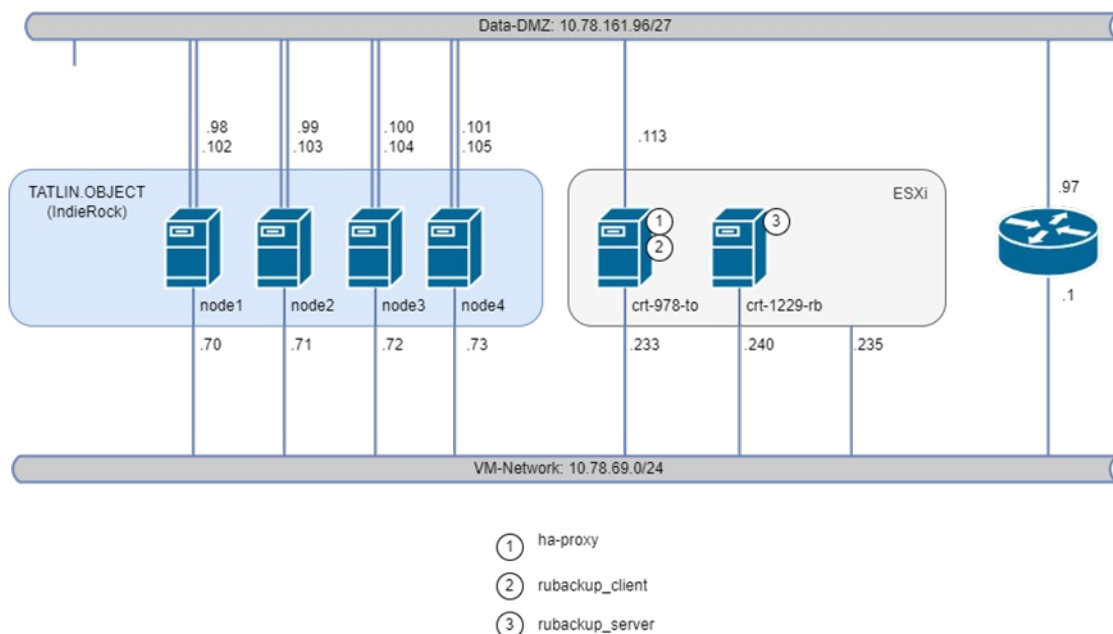 Data-DMZ: 10.78.161.96/27
.98
.102
.99
.103
.100
.104
.101
.105
.113
TATLIN.OBJECT
(IndieRock)
ESXi
.97
1
2
3
node1
node2
node3
node4
crt-978-to
crt-1229-rb
.1
.70
.71
.72
.73
.233
.240
.235
VM-Network: 10.78.69.0/24
1 ha-proxy
2 rubackup_client
3 rubackup_server